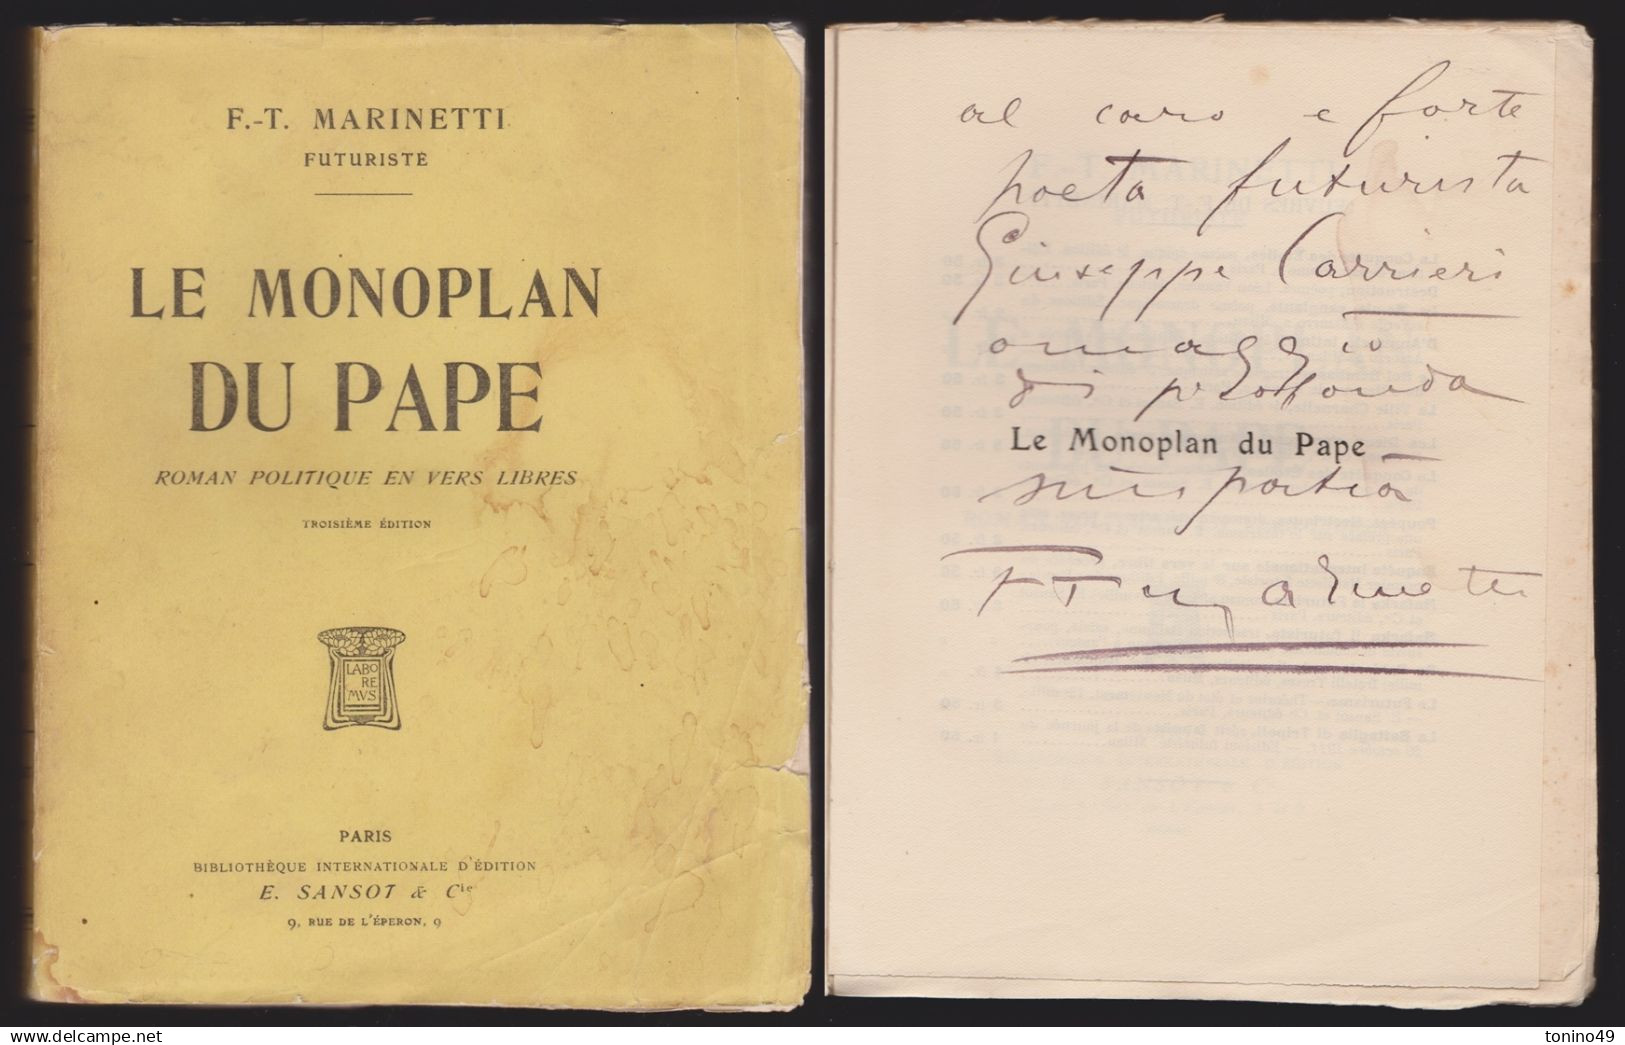 F.-T. MARINETTI
FUTURISTE
LE MONOPLAN
DU PAPE
ROMAN POLITIQUE EN VERS LIBRES
TROISIÈME ÉDITION
LABO
RE
MVS
PARIS
BIBLIOTHÈQUE INTERNATIONALE D'ÉDITION
E. SANSOT & Cie
9, RUE DE L'ÉPERON, 9
al caro e forte
poeta futurista
Giuseppe Carrieri
omaggio
di profonda
Le Monoplan du Pape
simpatia
FT Marinetti
tonino49